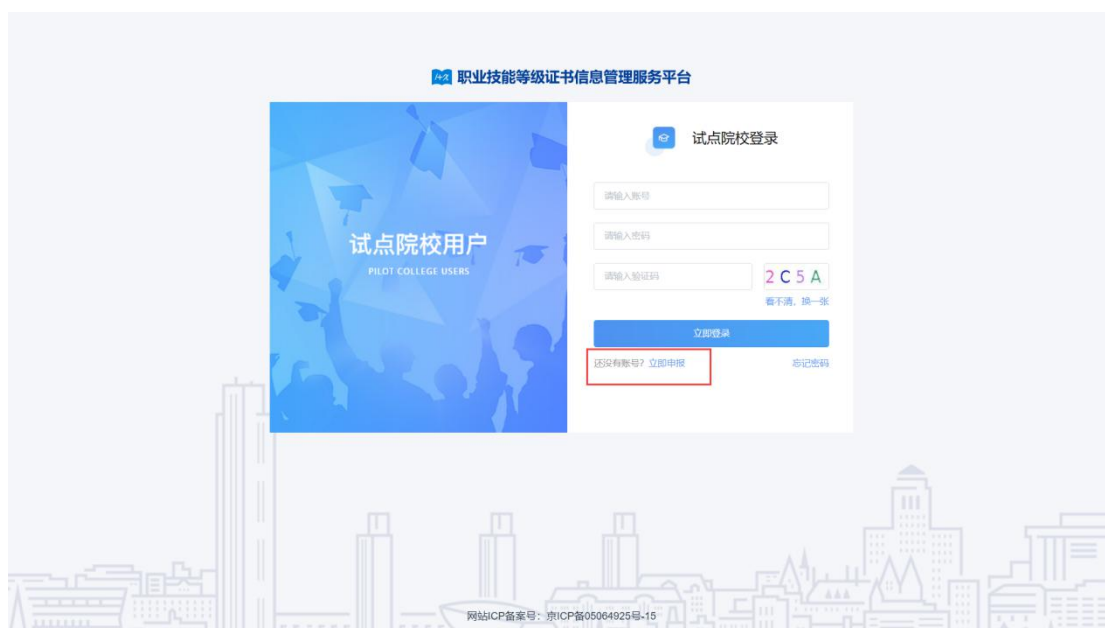 1+X 职业技能等级证书信息管理服务平台
试点院校用户
PILOT COLLEGE USERS
试点院校登录
请输入账号
请输入密码
请输入验证码
2C5A
看不清，换一张
立即登录
还没有账号？立即申报
忘记密码
网站ICP备案号：京ICP备05064925号-15